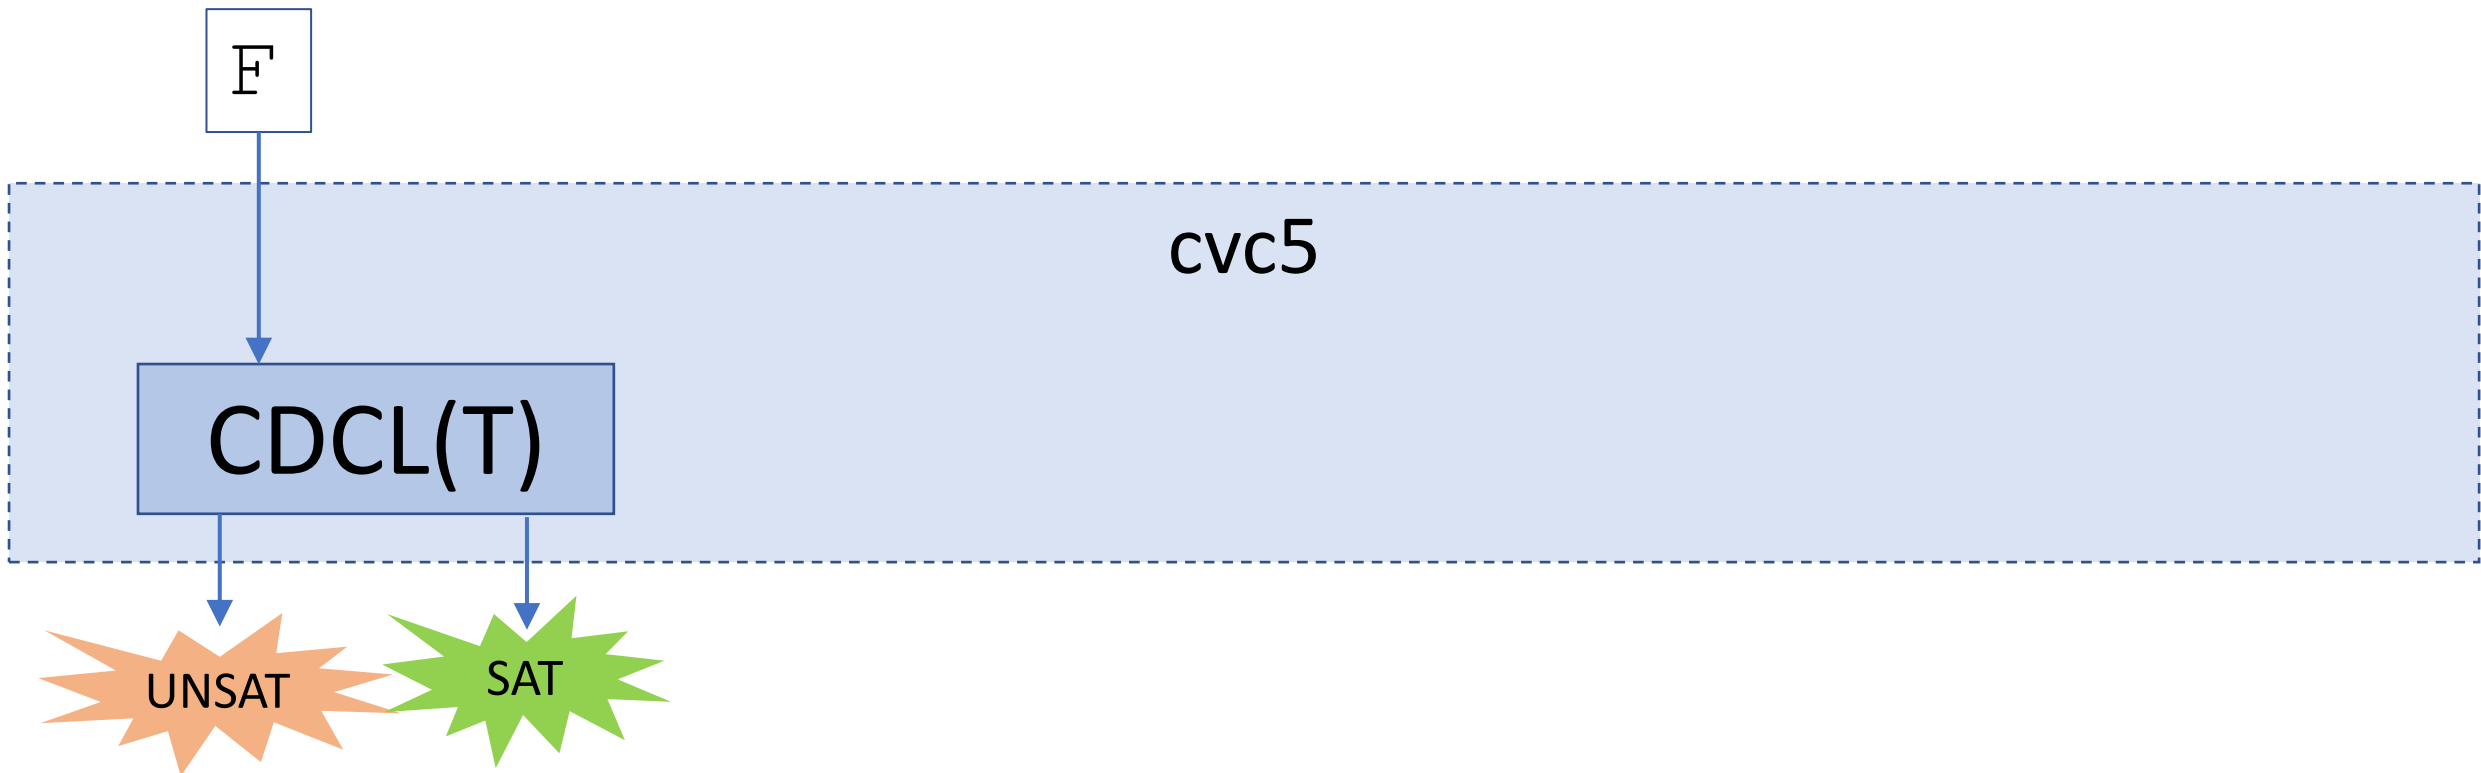 F
cvc5
CDCL(T)
UNSAT
SAT